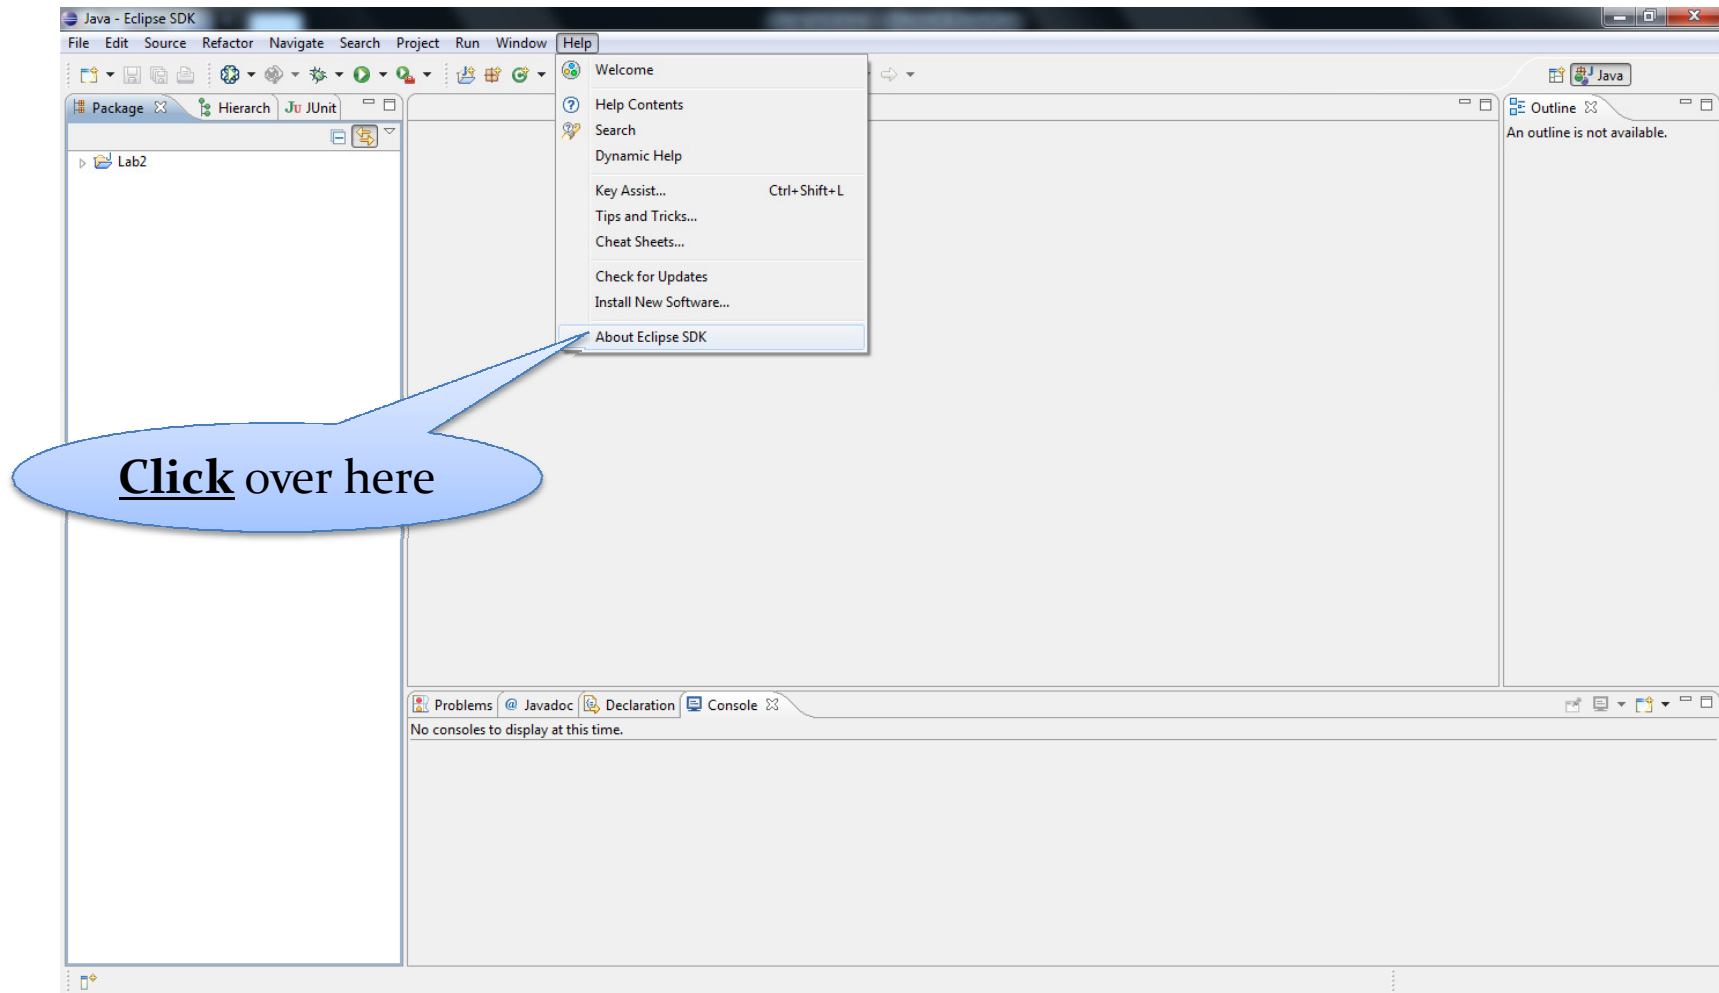 Java - Eclipse SDK
File Edit Source Refactor Navigate Search Project Run Window Help
Java
Package Hierarch Ju JUnit
Outline
An outline is not available.
Lab2
Welcome
Help Contents
Search
Dynamic Help
Key Assist... Ctrl+Shift+L
Tips and Tricks...
Cheat Sheets...
Check for Updates
Install New Software...
About Eclipse SDK
Click over here
Problems @ Javadoc Declaration Console
No consoles to display at this time.